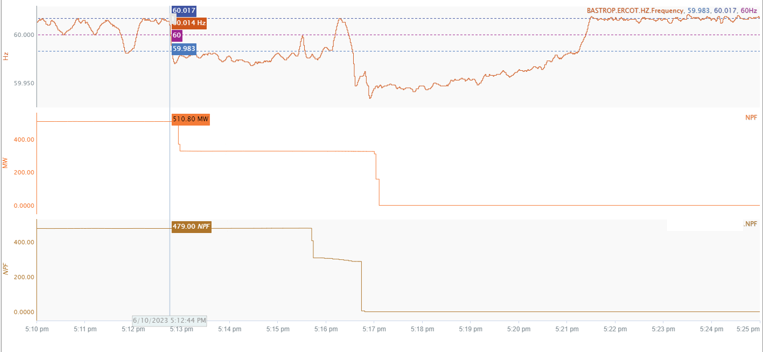 60.017
BASTROP.ERCOT.HZ.Frequency, 59.983, 60.017, 60Hz
60.014 Hz
60.000
60
59.983
Hz
59.950
510.80 MW
NPF
400.00
MW
200.00
0.0000
479.00 NPF
.NPF
400.00
NPF
200.00
0.0000
6/10/2023 5:12:44 PM
5:10 pm 5:11 pm 5:12 pm 5:13 pm 5:14 pm 5:15 pm 5:16 pm 5:17 pm 5:18 pm 5:19 pm 5:20 pm 5:21 pm 5:22 pm 5:23 pm 5:24 pm 5:25 pm